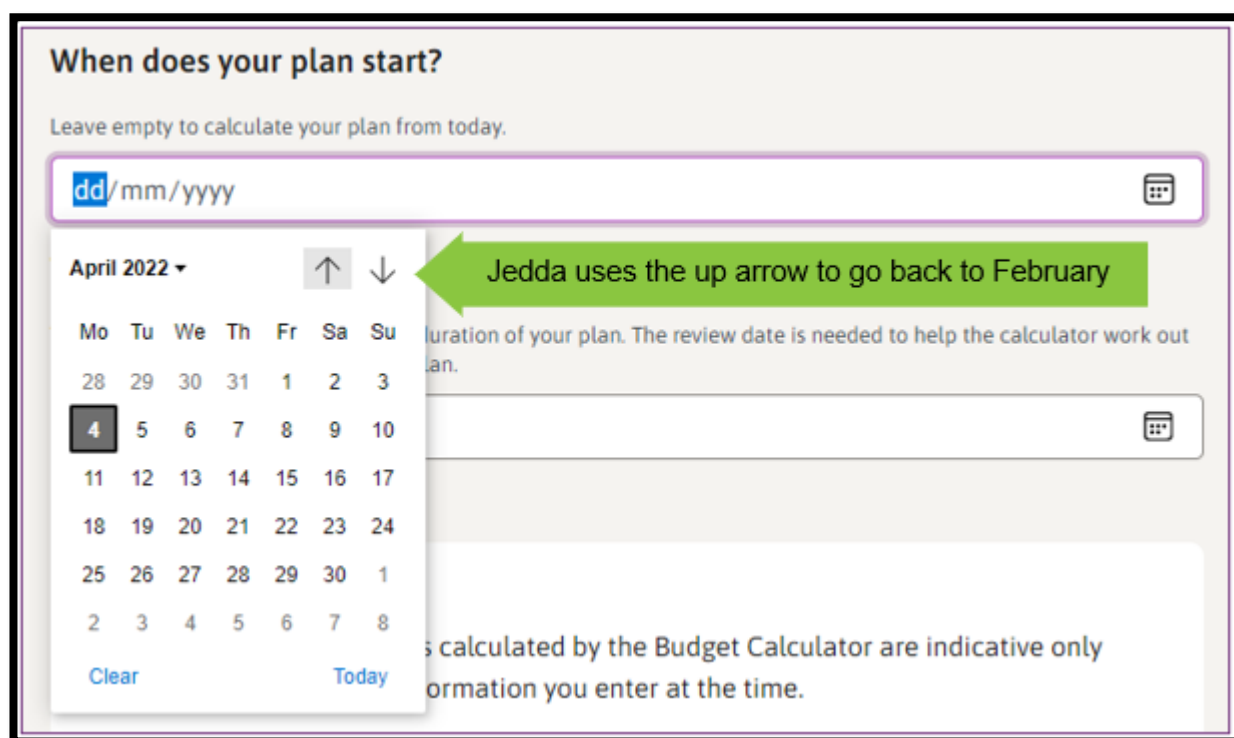 When does your plan start?
Leave empty to calculate your plan from today.
dd/mm/yyyy
April 2022
Jedda uses the up arrow to go back to February
Mo Tu We Th Fr Sa Su
28 29 30 31 1 2 3
4 5 6 7 8 9 10
11 12 13 14 15 16 17
18 19 20 21 22 23 24
25 26 27 28 29 30 1
2 3 4 5 6 7 8
Clear Today
duration of your plan. The review date is needed to help the calculator work out
calculated by the Budget Calculator are indicative only
you enter at the time.